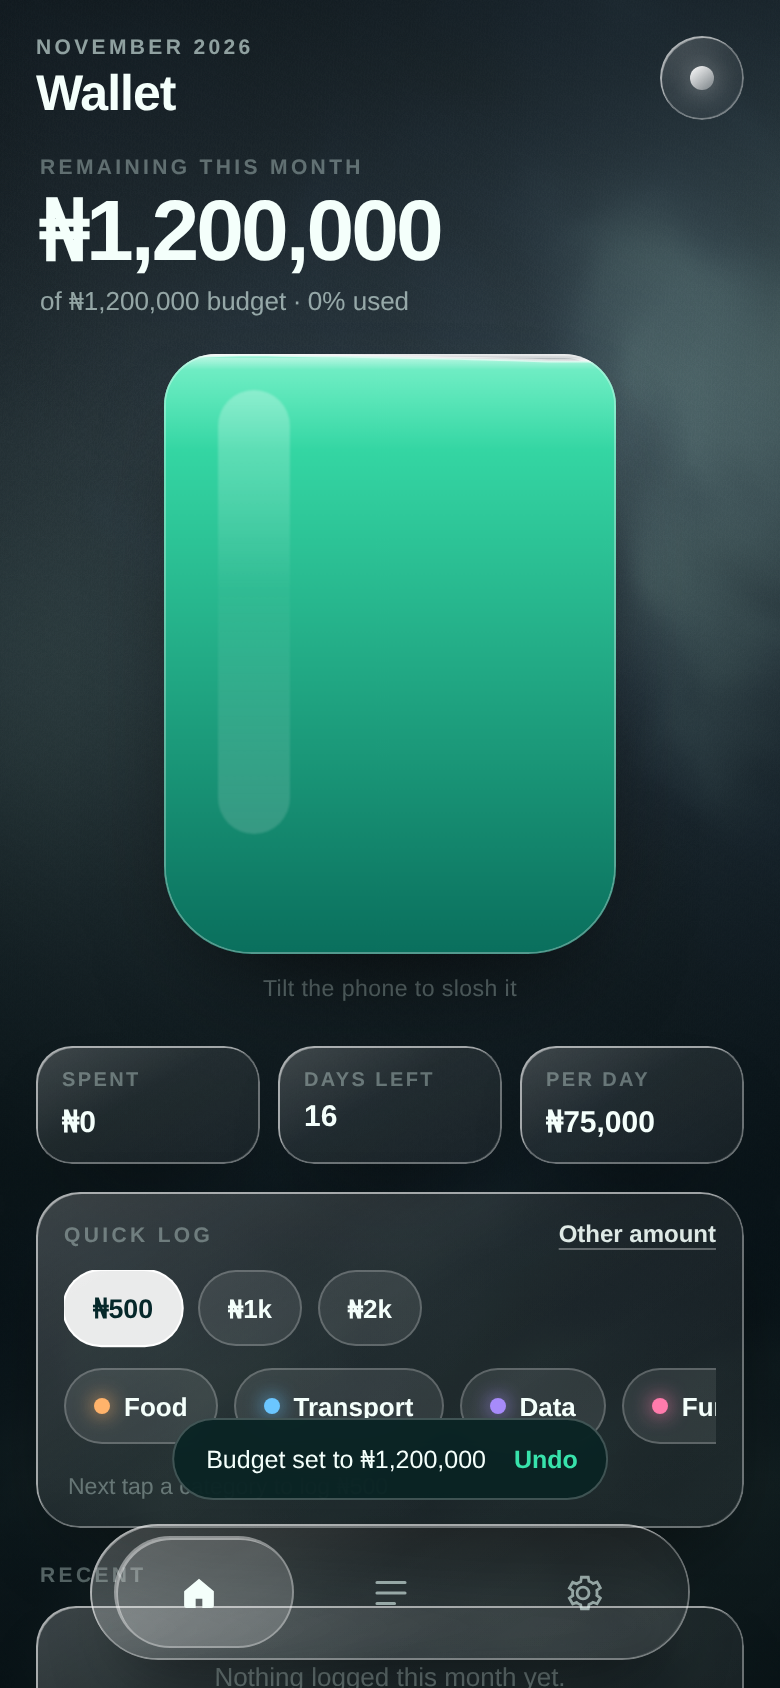 NOVEMBER 2026
Wallet
REMAINING THIS MONTH
₦1,200,000
of ₦1,200,000 budget · 0% used
Tilt the phone to slosh it
SPENT
₦0
DAYS LEFT
16
PER DAY
₦75,000
QUICK LOG
Other amount
₦500
₦1k
₦2k
Food
Transport
Data
Budget set to ₦1,200,000 Undo
Next tap a
RECENT
Nothing logged this month yet.